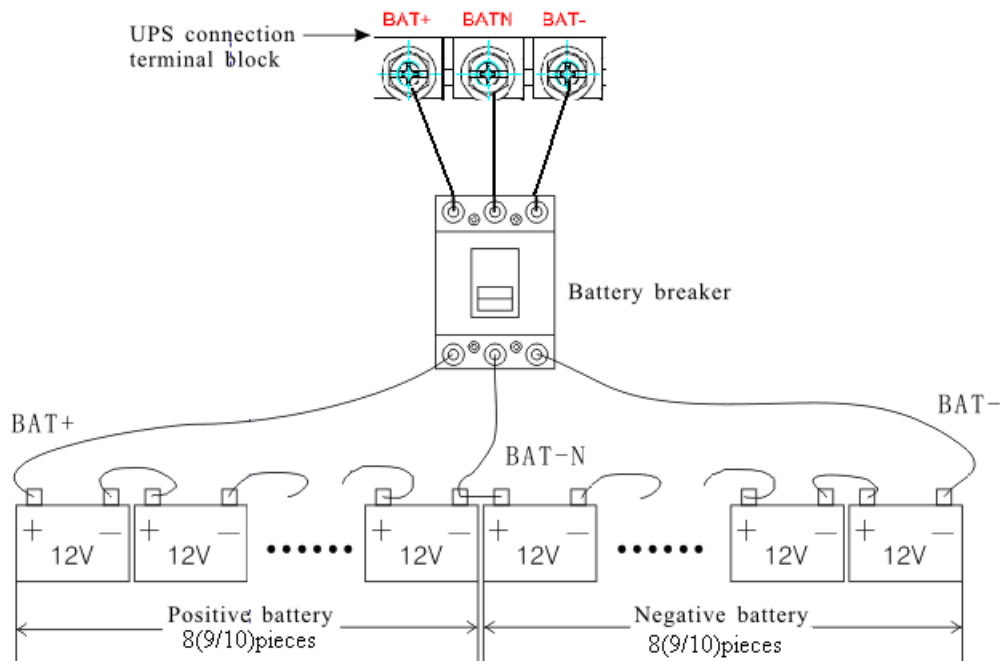 BAT+ BATN BAT-
UPS connection
terminal block
Battery breaker
BAT+
BAT-
BAT-N
+ − + − + − + − + − + −
12V 12V ...... 12V 12V ...... 12V 12V
Positive battery
8(9/10)pieces
Negative battery
8(9/10)pieces